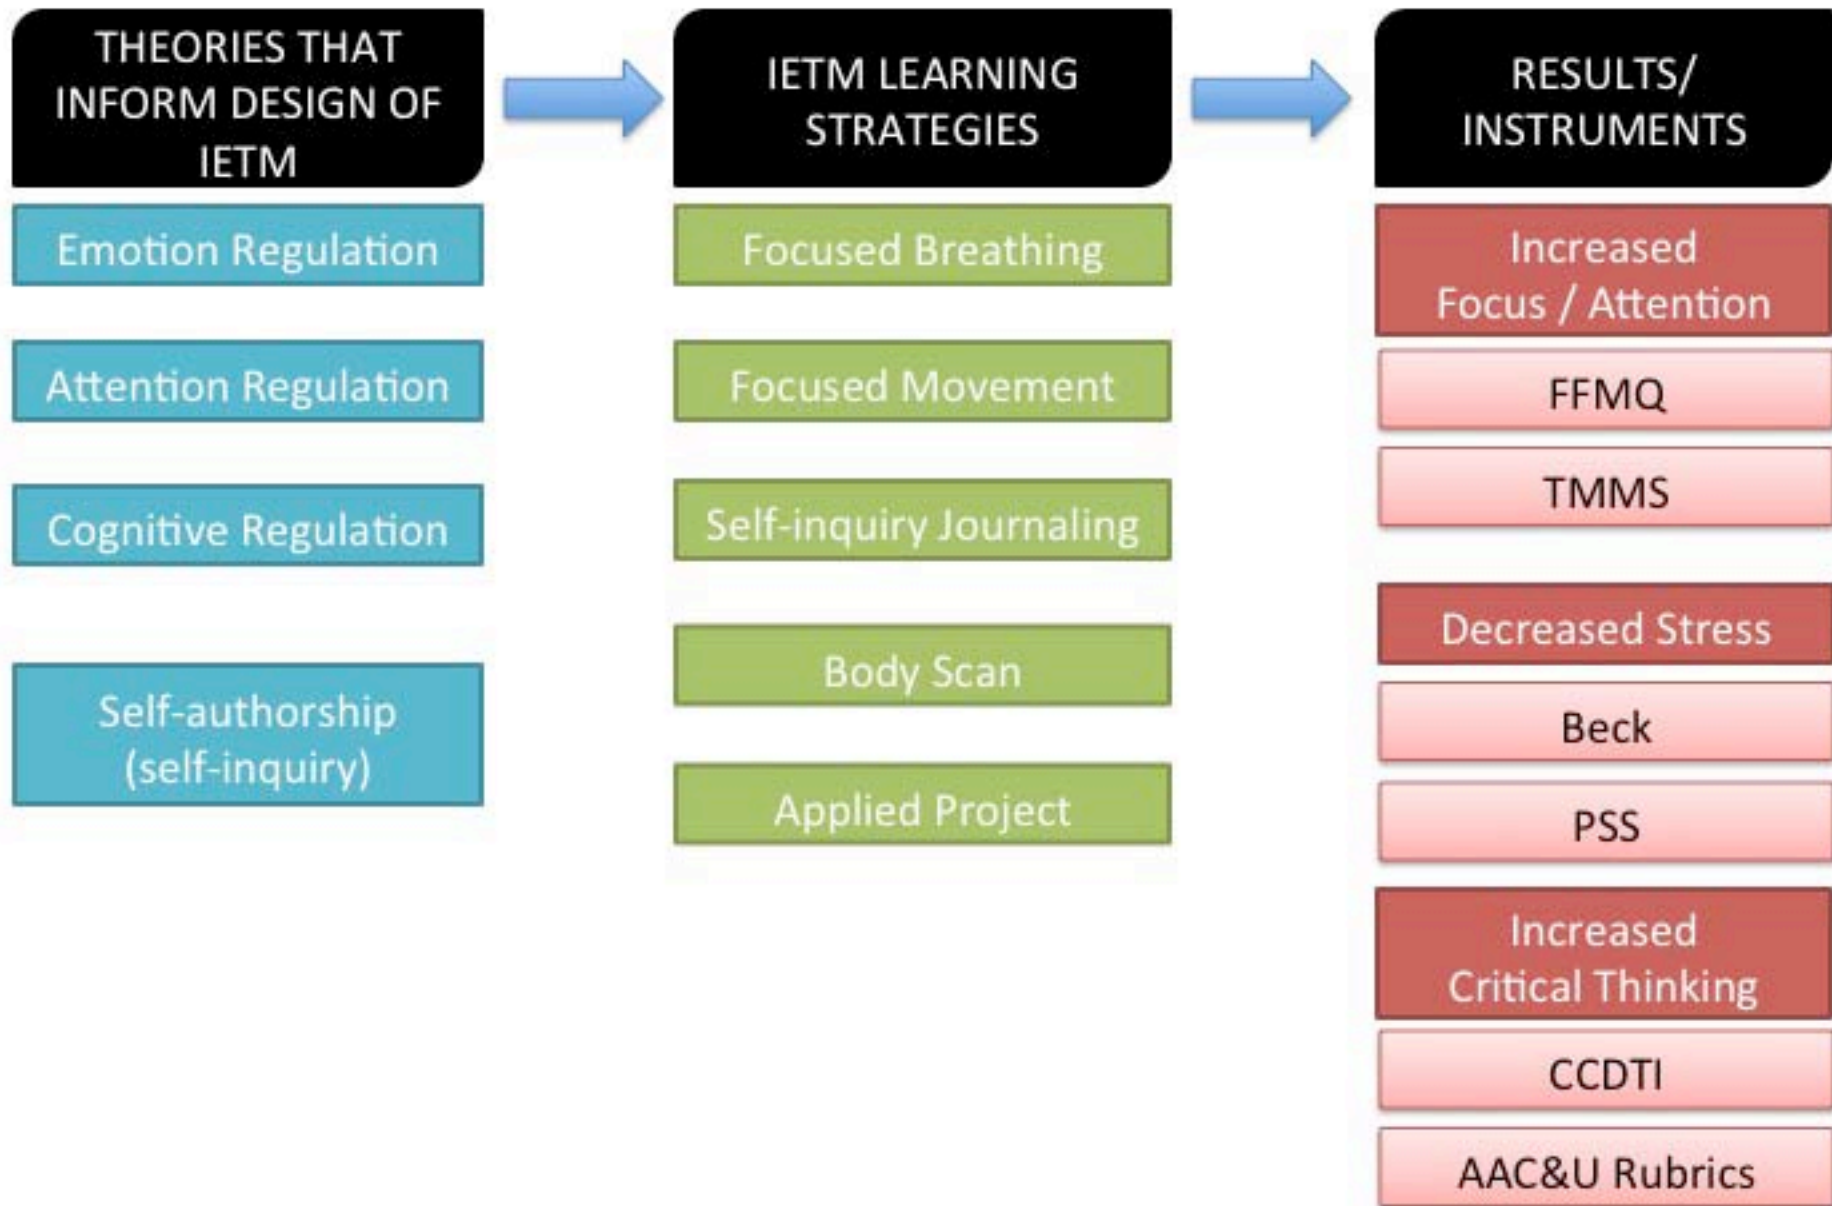 THEORIES THAT
INFORM DESIGN OF
IETM
Emotion Regulation
Attention Regulation
Cognitive Regulation
Self-authorship
(self-inquiry)
IETM LEARNING
STRATEGIES
Focused Breathing
Focused Movement
Self-inquiry Journaling
Body Scan
Applied Project
RESULTS/
INSTRUMENTS
Increased
Focus / Attention
FFMQ
TMMS
Decreased Stress
Beck
PSS
Increased
Critical Thinking
CCDTI
AAC&U Rubrics